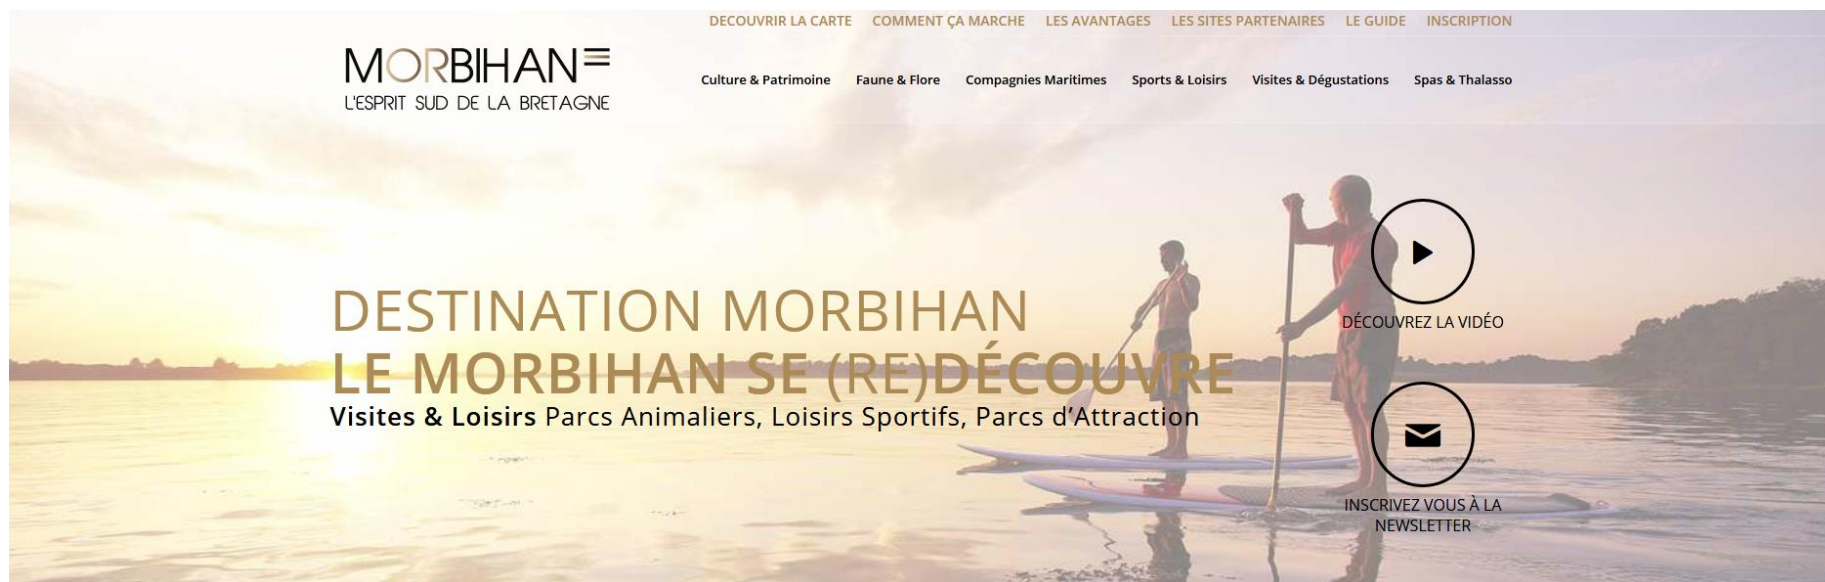 DECOUVRIR LA CARTE COMMENT ÇA MARCHE LES AVANTAGES LES SITES PARTENAIRES LE GUIDE INSCRIPTION
MORBIHAN
L'ESPRIT SUD DE LA BRETAGNE
Culture & Patrimoine Faune & Flore Compagnies Maritimes Sports & Loisirs Visites & Dégustations Spas & Thalasso
DESTINATION MORBIHAN
LE MORBIHAN SE (RE)DÉCOUVRE
Visites & Loisirs Parcs Animaliers, Loisirs Sportifs, Parcs d’Attraction
DÉCOUVREZ LA VIDÉO
INSCRIVEZ VOUS À LA
NEWSLETTER